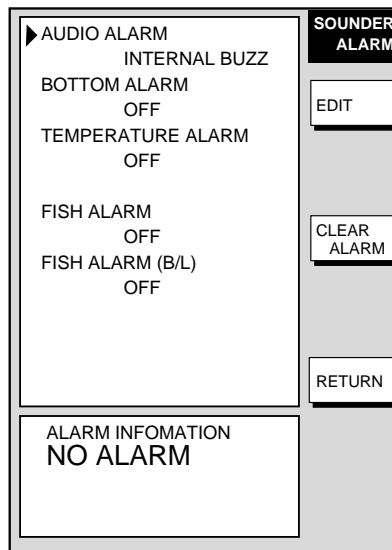 AUDIO ALARM
INTERNAL BUZZ
BOTTOM ALARM
OFF
TEMPERATURE ALARM
OFF
FISH ALARM
OFF
FISH ALARM (B/L)
OFF
ALARM INFOMATION
NO ALARM
SOUNDER
ALARM
EDIT
CLEAR
ALARM
RETURN